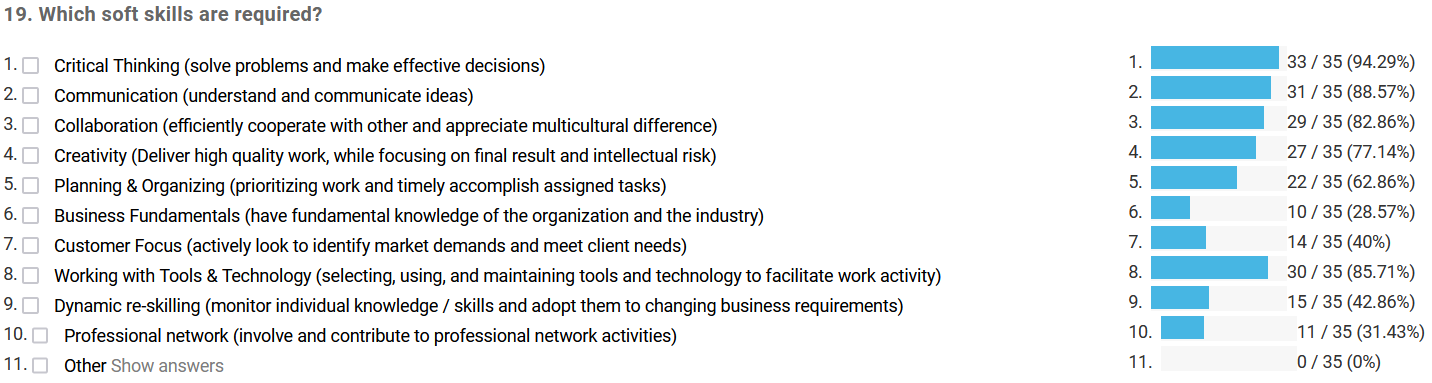 19. Which soft skills are required?
1. Critical Thinking (solve problems and make effective decisions) 1. 33 / 35 (94.29%)
2. Communication (understand and communicate ideas) 2. 31 / 35 (88.57%)
3. Collaboration (efficiently cooperate with other and appreciate multicultural difference) 3. 29 / 35 (82.86%)
4. Creativity (Deliver high quality work, while focusing on final result and intellectual risk) 4. 27 / 35 (77.14%)
5. Planning & Organizing (prioritizing work and timely accomplish assigned tasks) 5. 22 / 35 (62.86%)
6. Business Fundamentals (have fundamental knowledge of the organization and the industry) 6. 10 / 35 (28.57%)
7. Customer Focus (actively look to identify market demands and meet client needs) 7. 14 / 35 (40%)
8. Working with Tools & Technology (selecting, using, and maintaining tools and technology to facilitate work activity) 8. 30 / 35 (85.71%)
9. Dynamic re-skilling (monitor individual knowledge / skills and adopt them to changing business requirements) 9. 15 / 35 (42.86%)
10. Professional network (involve and contribute to professional network activities) 10. 11 / 35 (31.43%)
11. Other Show answers 11. 0 / 35 (0%)